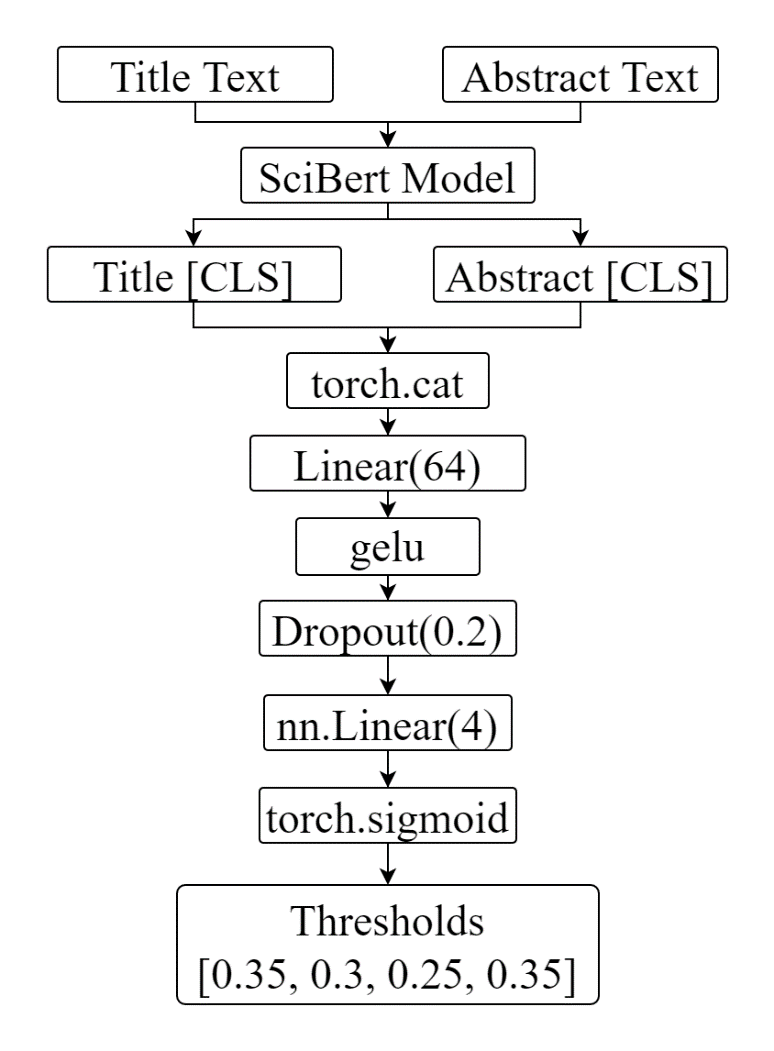 Title Text
Abstract Text
SciBert Model
Title [CLS]
Abstract [CLS]
torch.cat
Linear(64)
gelu
Dropout(0.2)
nn.Linear(4)
torch.sigmoid
Thresholds
[0.35, 0.3, 0.25, 0.35]